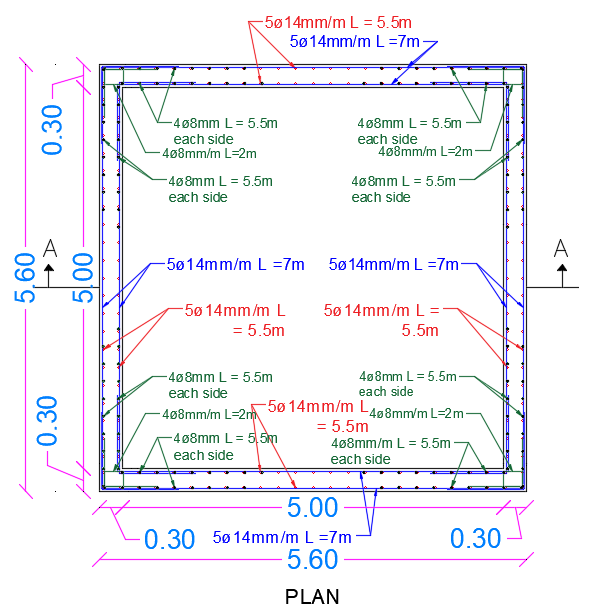 5ø14mm/m L = 5.5m
5ø14mm/m L =7m
0.30
4ø8mm L = 5.5m
each side
4ø8mm L = 5.5m
each side
4ø8mm/m L=2m
4ø8mm/m L=2m
4ø8mm L = 5.5m
each side
4ø8mm L = 5.5m
each side
A
A
5.60
5.00
5ø14mm/m L =7m
5ø14mm/m L =7m
5ø14mm/m L
= 5.5m
5ø14mm/m L =
5.5m
4ø8mm L = 5.5m
each side
4ø8mm L = 5.5m
each side
0.30
5ø14mm/m L
= 5.5m
4ø8mm/m L=2m
4ø8mm/m L=2m
4ø8mm L = 5.5m
each side
4ø8mm/m L = 5.5m
each side
5.00
0.30
5ø14mm/m L =7m
0.30
5.60
PLAN